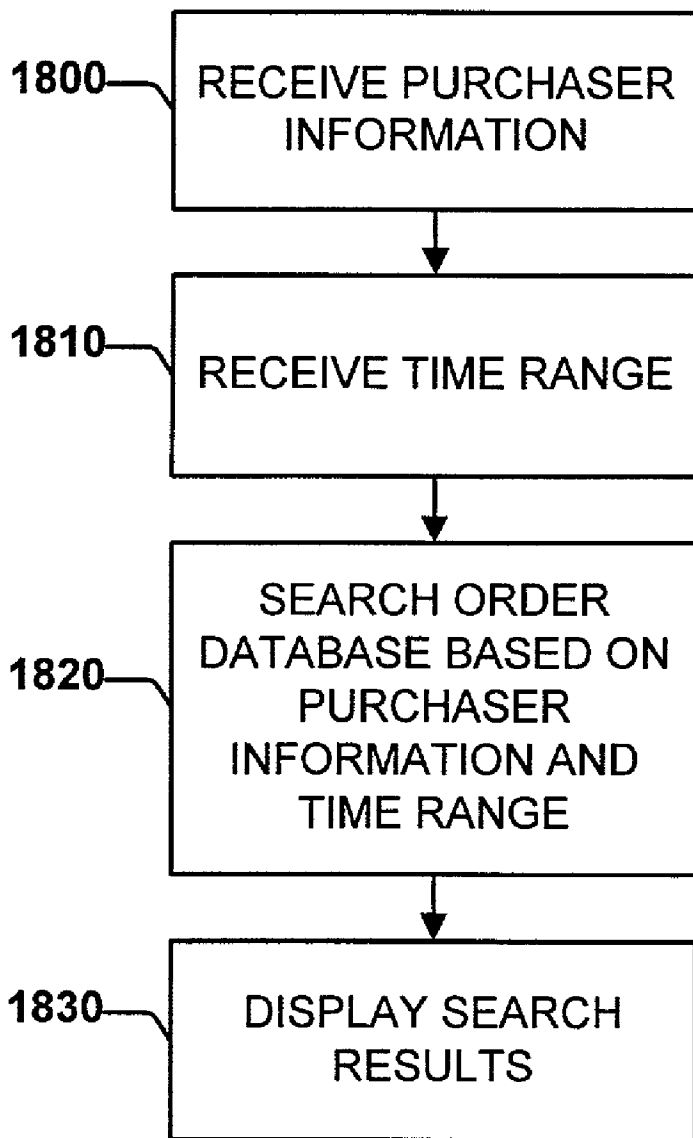 1800
RECEIVE PURCHASER
INFORMATION
1810
RECEIVE TIME RANGE
1820
SEARCH ORDER
DATABASE BASED ON
PURCHASER
INFORMATION AND
TIME RANGE
1830
DISPLAY SEARCH
RESULTS